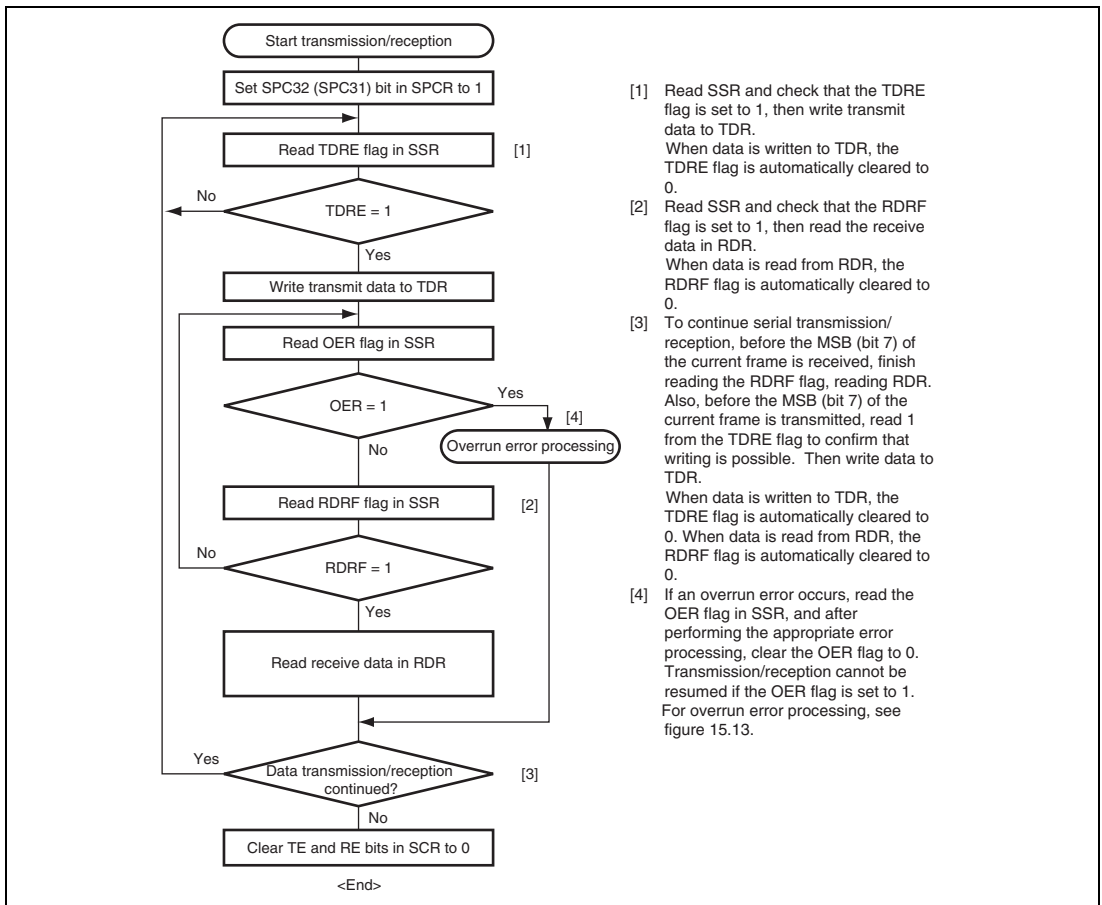 Start transmission/reception
Set SPC32 (SPC31) bit in SPCR to 1
Read TDRE flag in SSR
[1]
No
TDRE = 1
Yes
Write transmit data to TDR
Read OER flag in SSR
Yes
OER = 1
[4]
Overrun error processing
No
Read RDRF flag in SSR
[2]
No
RDRF = 1
Yes
Read receive data in RDR
Yes
Data transmission/reception
continued?
[3]
No
Clear TE and RE bits in SCR to 0
<End>
[1] Read SSR and check that the TDRE
flag is set to 1, then write transmit
data to TDR.
When data is written to TDR, the
TDRE flag is automatically cleared to
0.
[2] Read SSR and check that the RDRF
flag is set to 1, then read the receive
data in RDR.
When data is read from RDR, the
RDRF flag is automatically cleared to
0.
[3] To continue serial transmission/
reception, before the MSB (bit 7) of
the current frame is received, finish
reading the RDRF flag, reading RDR.
Also, before the MSB (bit 7) of the
current frame is transmitted, read 1
from the TDRE flag to confirm that
writing is possible. Then write data to
TDR.
When data is written to TDR, the
TDRE flag is automatically cleared to
0. When data is read from RDR, the
RDRF flag is automatically cleared to
0.
[4] If an overrun error occurs, read the
OER flag in SSR, and after
performing the appropriate error
processing, clear the OER flag to 0.
Transmission/reception cannot be
resumed if the OER flag is set to 1.
For overrun error processing, see
figure 15.13.